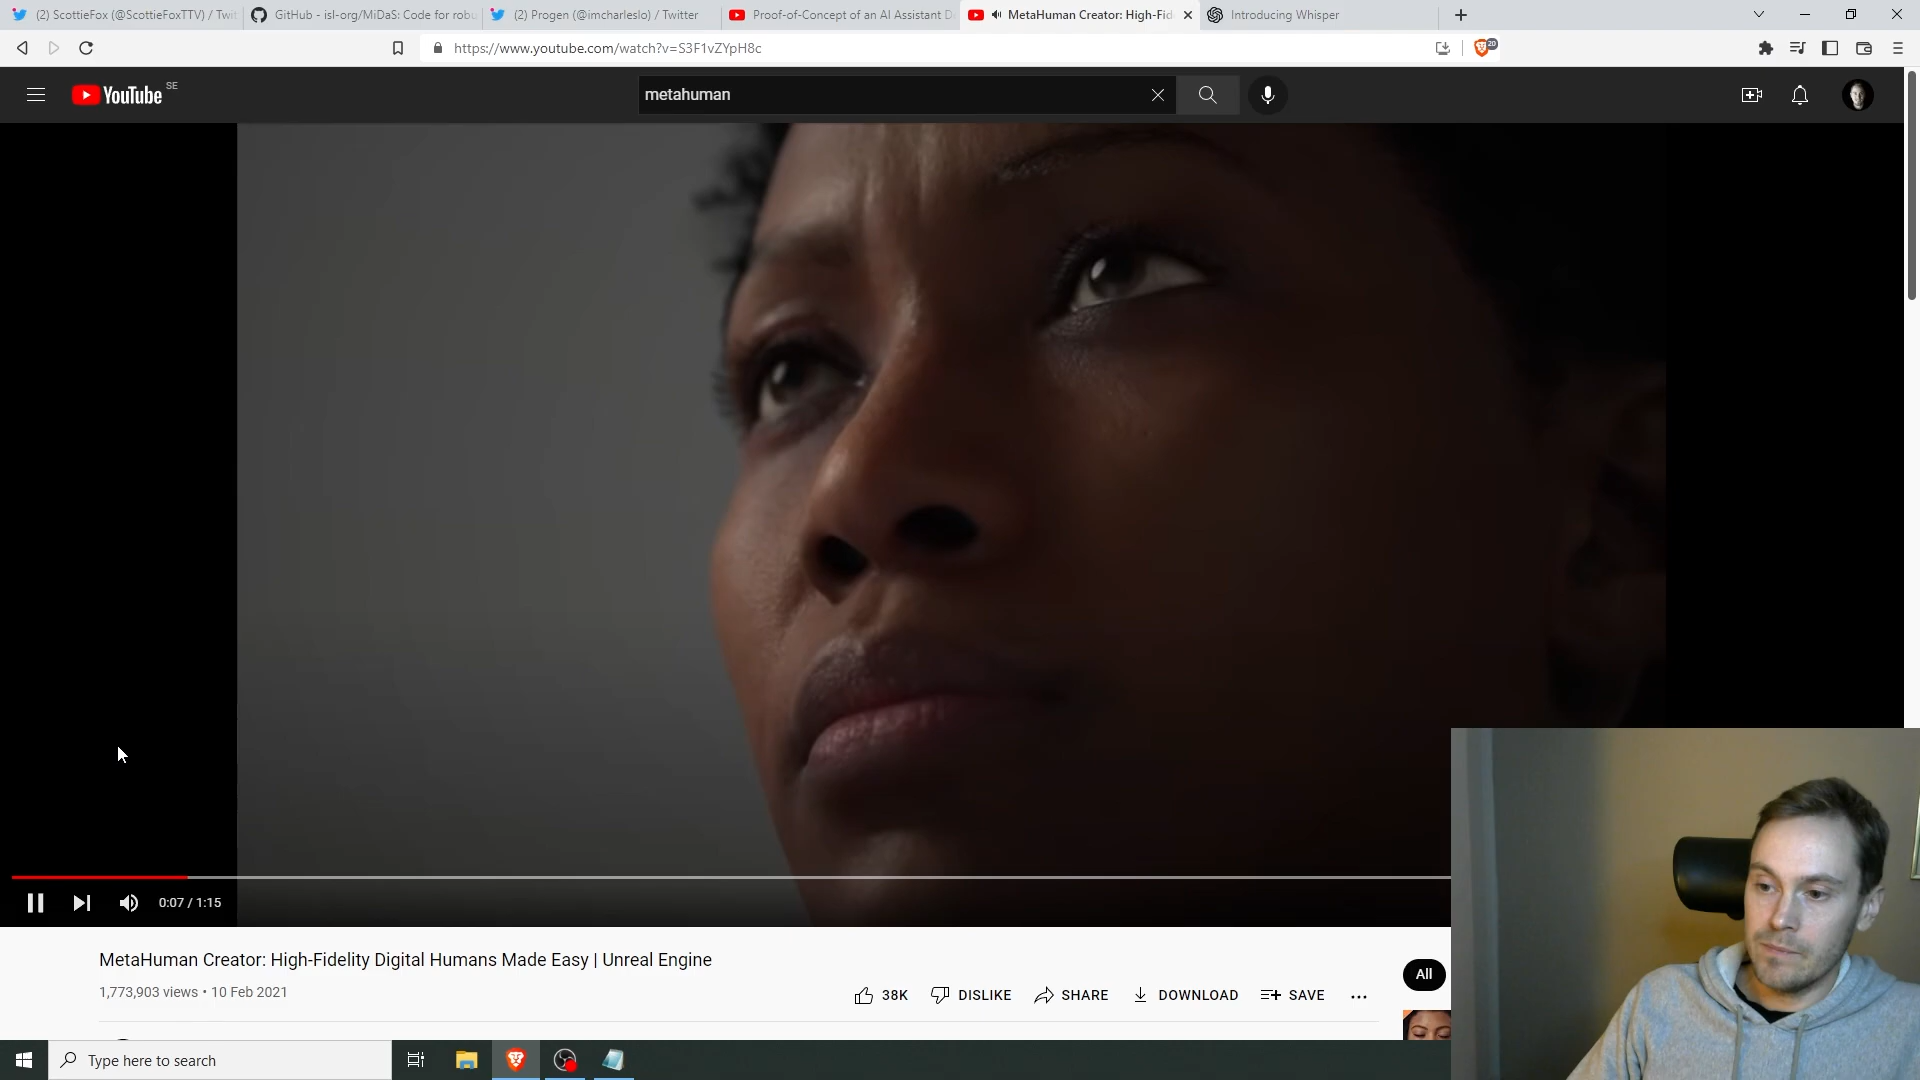 (2) ScottieFox (@ScottieFoxTTV) / Twit
GitHub - isl-org/MiDaS: Code for robu
(2) Progen (@imcharleslo) / Twitter
Proof-of-Concept of an AI Assistant D
MetaHuman Creator: High-Fid
Introducing Whisper
https://www.youtube.com/watch?v=S3F1vZYpH8c
20
YouTube SE
metahuman
0:07 / 1:15
MetaHuman Creator: High-Fidelity Digital Humans Made Easy | Unreal Engine
1,773,903 views • 10 Feb 2021
38K
DISLIKE
SHARE
DOWNLOAD
SAVE
All
Type here to search